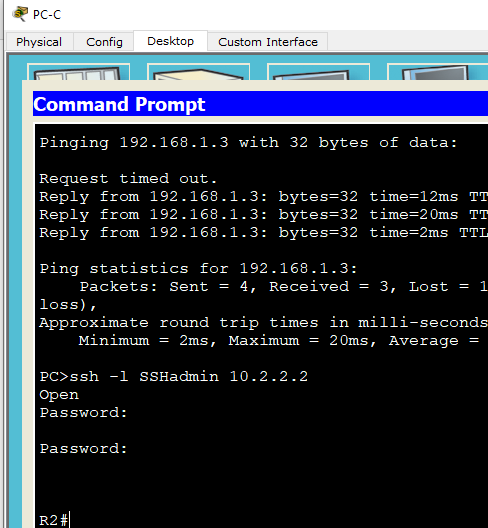 PC-C
Physical Config Desktop Custom Interface
Command Prompt
Pinging 192.168.1.3 with 32 bytes of data:
Request timed out.
Reply from 192.168.1.3: bytes=32 time=12ms TT
Reply from 192.168.1.3: bytes=32 time=20ms TT
Reply from 192.168.1.3: bytes=32 time=2ms TTL
Ping statistics for 192.168.1.3:
Packets: Sent = 4, Received = 3, Lost = 1
loss),
Approximate round trip times in milli-seconds
Minimum = 2ms, Maximum = 20ms, Average =
PC>ssh -l SSHadmin 10.2.2.2
Open
Password:
Password:
R2#